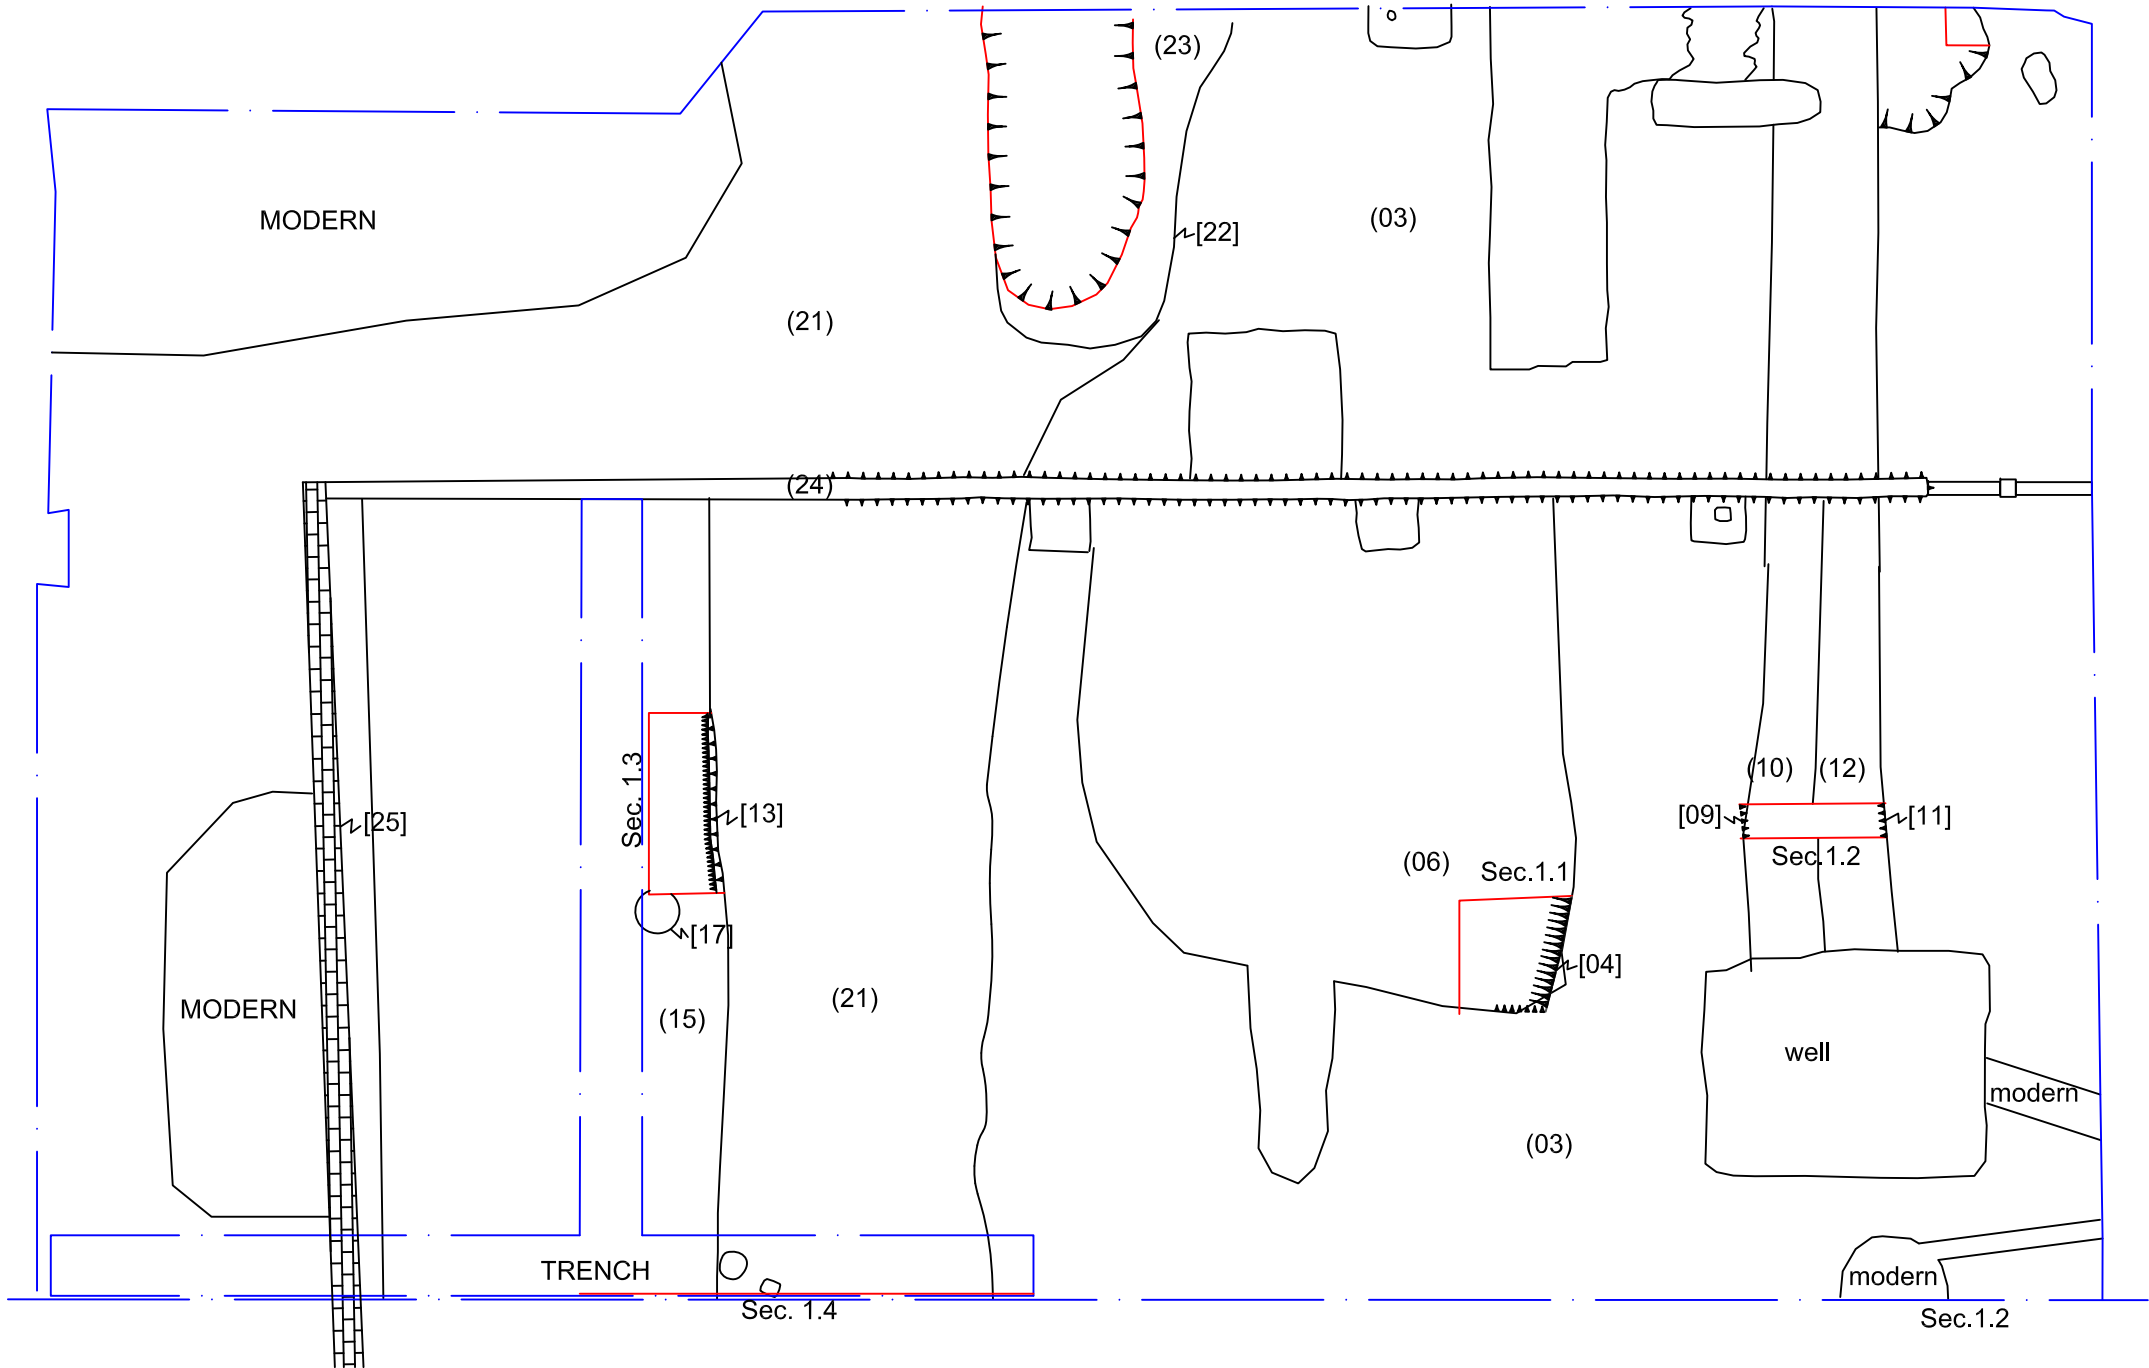 (23)
MODERN
(03)
[22]
(21)
(24)
Sec. 1.3
(10)
(12)
[13]
[25]
[09]
[11]
Sec.1.2
(06)
Sec.1.1
[17]
[04]
(21)
MODERN
(15)
well
modern
(03)
TRENCH
modern
Sec. 1.4
Sec.1.2